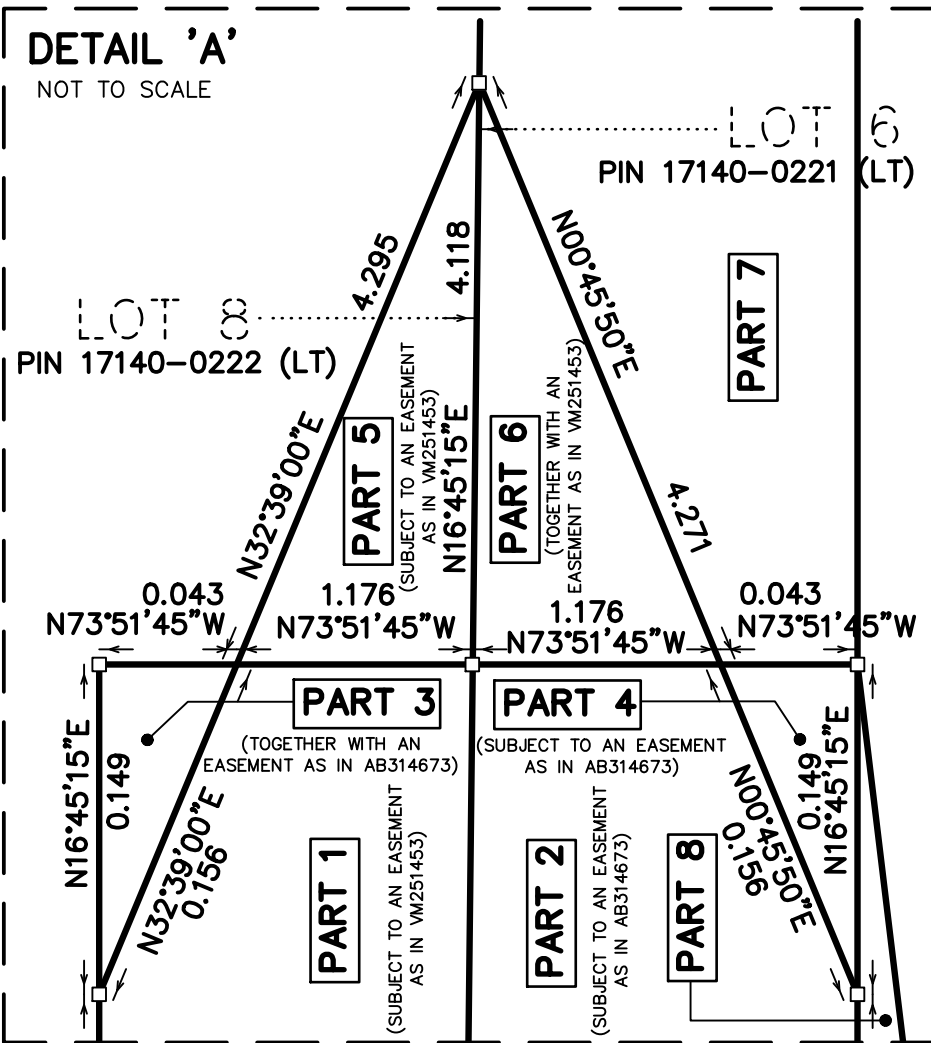 DETAIL 'A'
NOT TO SCALE
LOT 6
PIN 17140-0221 (LT)
LOT 8
PIN 17140-0222 (LT)
4.295
4.118
N00°45'50"E
PART 7
N32°39'00"E
PART 5
(SUBJECT TO AN EASEMENT
AS IN VM251453)
N16°45'15"E
PART 6
(TOGETHER WITH AN
EASEMENT AS IN VM251453)
4.271
0.043
N73°51'45"W
1.176
N73°51'45"W
1.176
N73°51'45"W
0.043
N73°51'45"W
N16°45'15"E
0.149
PART 3
(TOGETHER WITH AN
EASEMENT AS IN AB314673)
PART 4
(SUBJECT TO AN EASEMENT
AS IN AB314673)
0.149
N16°45'15"E
N32°39'00"E
0.156
PART 1
(SUBJECT TO AN EASEMENT
AS IN VM251453)
PART 2
(SUBJECT TO AN EASEMENT
AS IN AB314673)
PART 8
N00°45'50"E
0.156